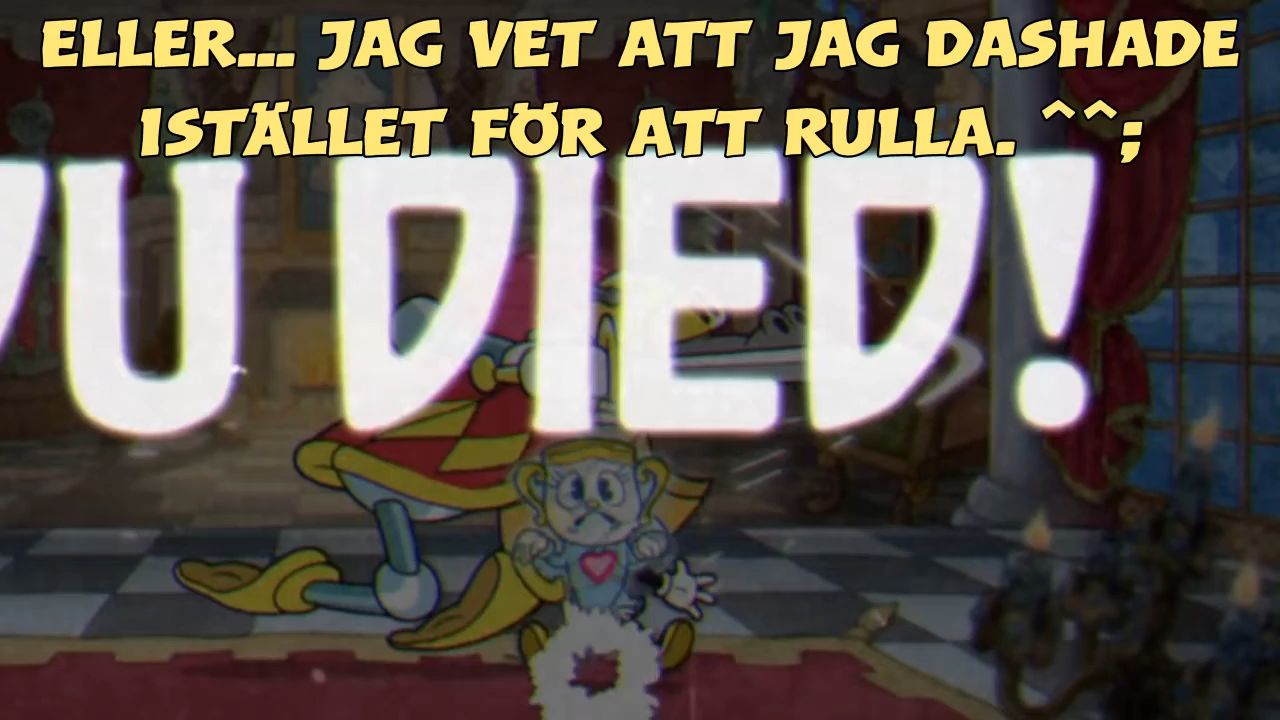 ELLER... JAG VET ATT JAG DASHADE
ISTÄLLET FÖR ATT RULLA. ^^;
U DIED!